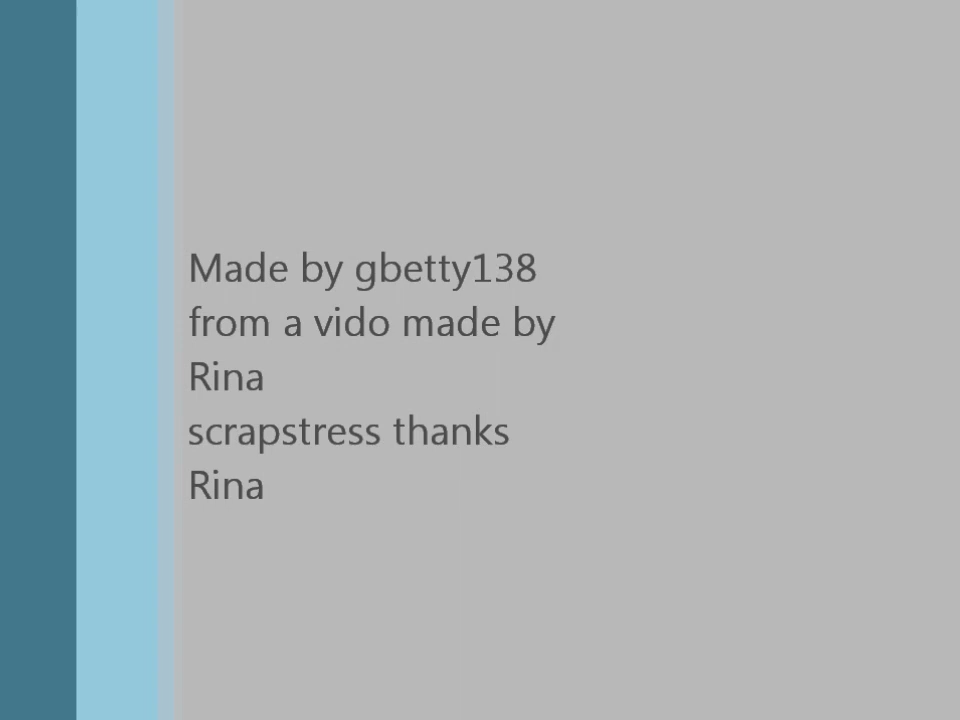 Made by gbetty138
from a vido made by
Rina
scrapstress thanks
Rina